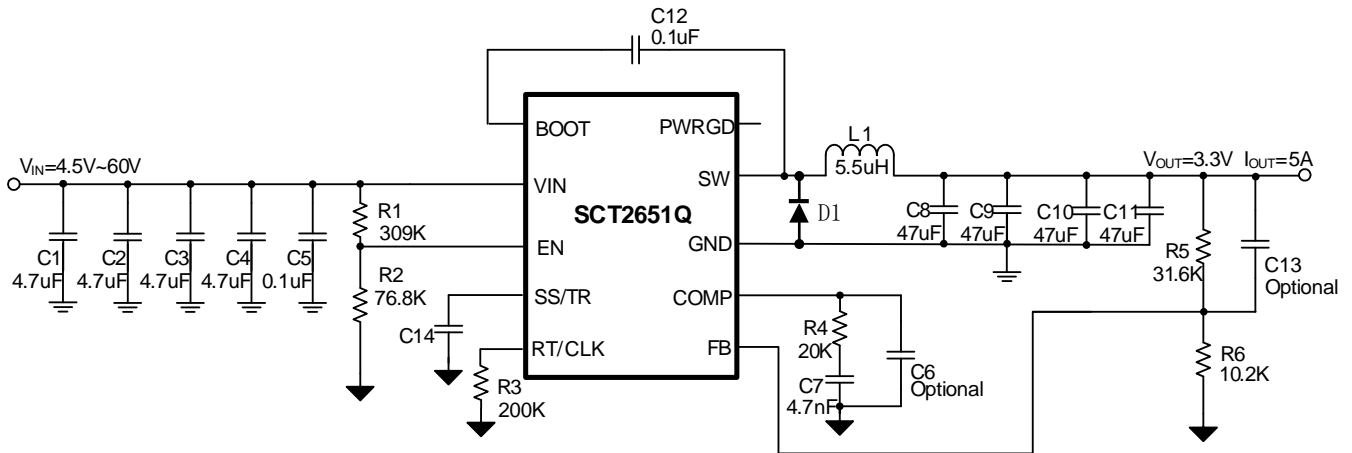 C12
0.1uF
BOOT
PWRGD
L1
5.5uH
VIN=4.5V~60V
VOUT=3.3V
IOUT=5A
VIN
SW
SCT2651Q
D1
R1
309K
C8
47uF
C9
47uF
C10
47uF
C11
47uF
EN
GND
R5
31.6K
C13
Optional
C1
4.7uF
C2
4.7uF
C3
4.7uF
C4
4.7uF
C5
0.1uF
R2
76.8K
SS/TR
COMP
C14
R4
20K
RT/CLK
FB
R3
200K
C7
4.7nF
C6
Optional
R6
10.2K